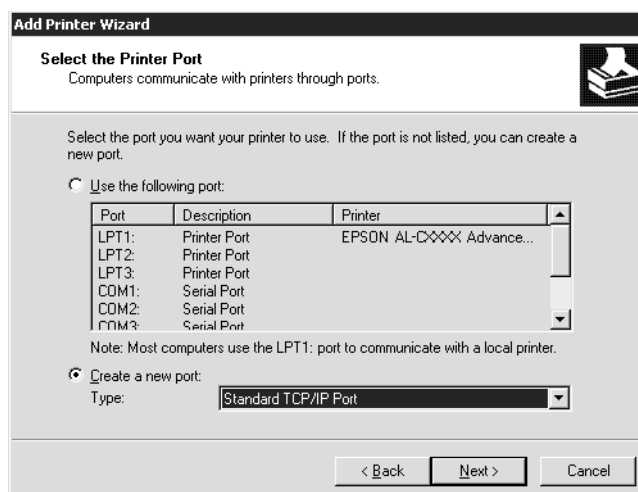 Add Printer Wizard
Select the Printer Port
Computers communicate with printers through ports.
Select the port you want your printer to use. If the port is not listed, you can create a
new port.
Use the following port:
Port Description Printer
LPT1: Printer Port EPSON AL-CXXXX Advance...
LPT2: Printer Port
LPT3: Printer Port
COM1: Serial Port
COM2: Serial Port
COM3: Serial Port
Note: Most computers use the LPT1: port to communicate with a local printer.
Create a new port:
Type: Standard TCP/IP Port
< Back Next > Cancel